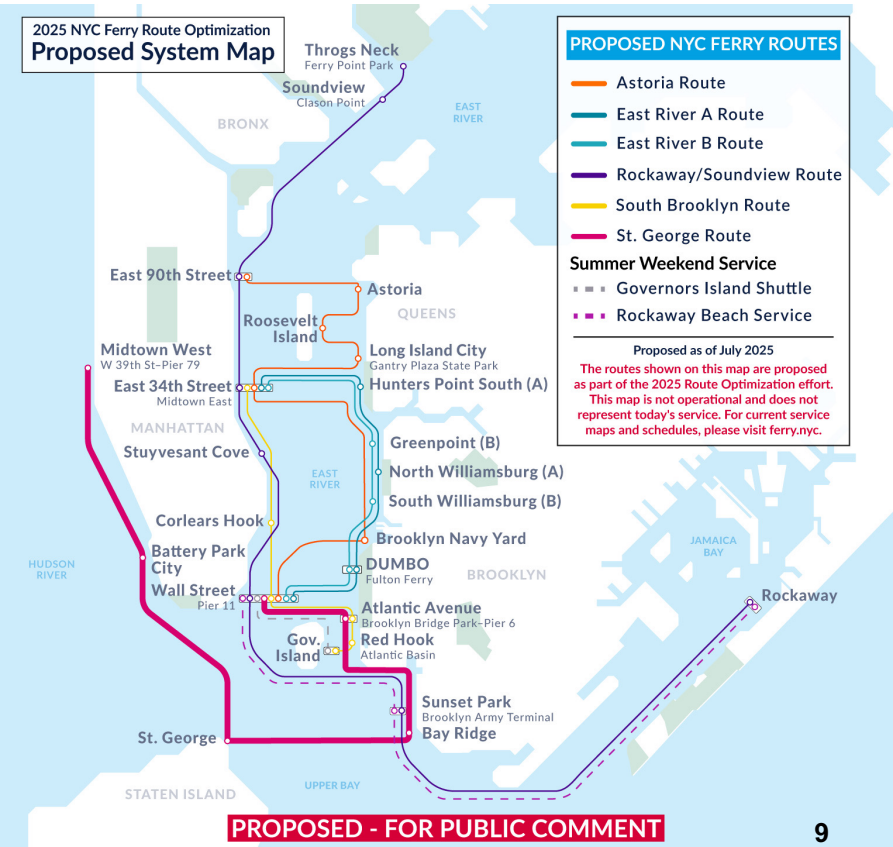 2025 NYC Ferry Route Optimization
Proposed System Map
Throgs Neck
Ferry Point Park
Soundview
Clason Point
EAST
RIVER
BRONX
PROPOSED NYC FERRY ROUTES
Astoria Route
East River A Route
East River B Route
Rockaway/Soundview Route
South Brooklyn Route
St. George Route
Summer Weekend Service
Governors Island Shuttle
Rockaway Beach Service
Proposed as of July 2025
The routes shown on this map are proposed
as part of the 2025 Route Optimization effort.
This map is not operational and does not
represent today's service. For current service
maps and schedules, please visit ferry.nyc.
East 90th Street
Astoria
Roosevelt
Island
QUEENS
Midtown West
W 39th St–Pier 79
Long Island City
Gantry Plaza State Park
East 34th Street
Midtown East
Hunters Point South (A)
MANHATTAN
Stuyvesant Cove
Greenpoint (B)
EAST
RIVER
North Williamsburg (A)
South Williamsburg (B)
Corlears Hook
Brooklyn Navy Yard
Battery Park
City
HUDSON
RIVER
DUMBO
Fulton Ferry
BROOKLYN
JAMAICA
BAY
Wall Street
Pier 11
Atlantic Avenue
Brooklyn Bridge Park–Pier 6
Rockaway
Gov.
Island
Red Hook
Atlantic Basin
Sunset Park
Brooklyn Army Terminal
Bay Ridge
St. George
UPPER BAY
STATEN ISLAND
PROPOSED - FOR PUBLIC COMMENT
9